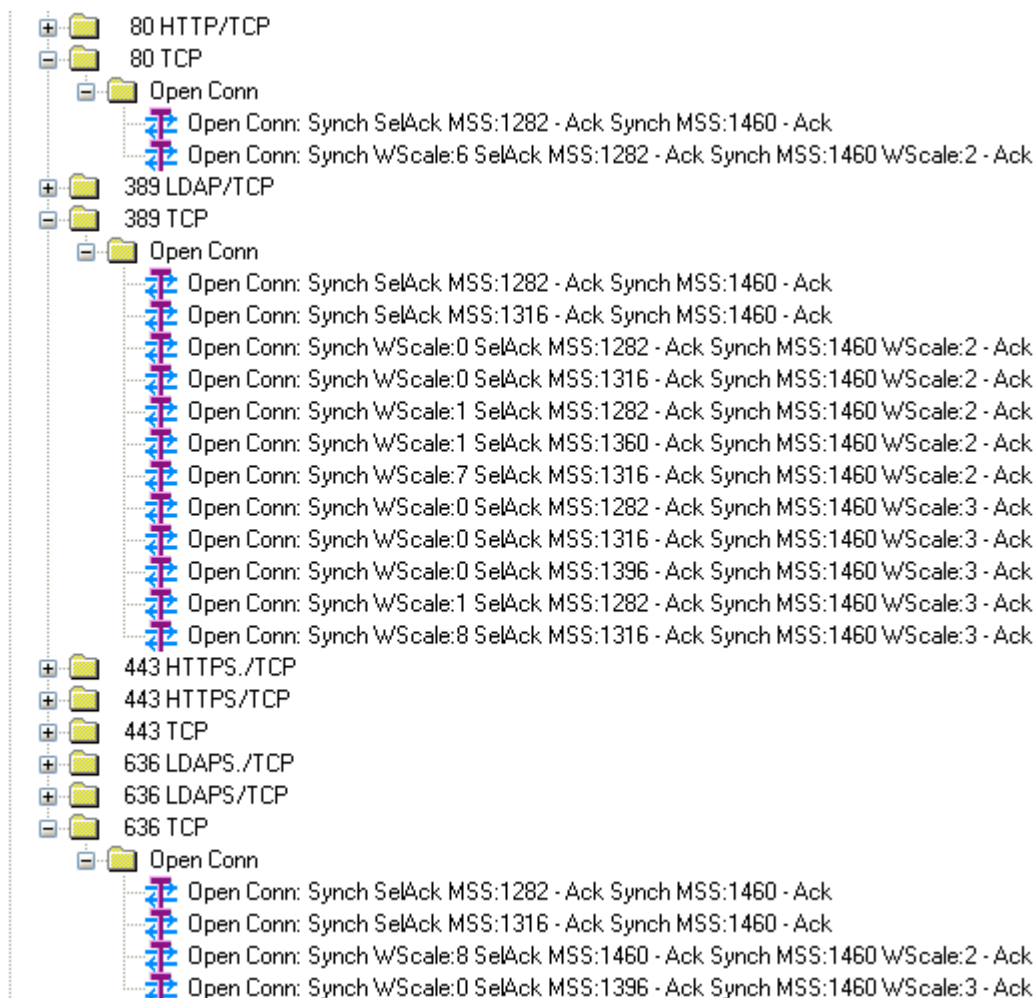 80 HTTP/TCP
80 TCP
Open Conn
Open Conn: Synch SelAck MSS:1282 - Ack Synch MSS:1460 - Ack
Open Conn: Synch WScale:6 SelAck MSS:1282 - Ack Synch MSS:1460 WScale:2 - Ack
389 LDAP/TCP
389 TCP
Open Conn
Open Conn: Synch SelAck MSS:1282 - Ack Synch MSS:1460 - Ack
Open Conn: Synch SelAck MSS:1316 - Ack Synch MSS:1460 - Ack
Open Conn: Synch WScale:0 SelAck MSS:1282 - Ack Synch MSS:1460 WScale:2 - Ack
Open Conn: Synch WScale:0 SelAck MSS:1316 - Ack Synch MSS:1460 WScale:2 - Ack
Open Conn: Synch WScale:1 SelAck MSS:1282 - Ack Synch MSS:1460 WScale:2 - Ack
Open Conn: Synch WScale:1 SelAck MSS:1360 - Ack Synch MSS:1460 WScale:2 - Ack
Open Conn: Synch WScale:7 SelAck MSS:1316 - Ack Synch MSS:1460 WScale:2 - Ack
Open Conn: Synch WScale:0 SelAck MSS:1282 - Ack Synch MSS:1460 WScale:3 - Ack
Open Conn: Synch WScale:0 SelAck MSS:1316 - Ack Synch MSS:1460 WScale:3 - Ack
Open Conn: Synch WScale:0 SelAck MSS:1396 - Ack Synch MSS:1460 WScale:3 - Ack
Open Conn: Synch WScale:1 SelAck MSS:1282 - Ack Synch MSS:1460 WScale:3 - Ack
Open Conn: Synch WScale:8 SelAck MSS:1316 - Ack Synch MSS:1460 WScale:3 - Ack
443 HTTPS./TCP
443 HTTPS/TCP
443 TCP
636 LDAPS./TCP
636 LDAPS/TCP
636 TCP
Open Conn
Open Conn: Synch SelAck MSS:1282 - Ack Synch MSS:1460 - Ack
Open Conn: Synch SelAck MSS:1316 - Ack Synch MSS:1460 - Ack
Open Conn: Synch WScale:8 SelAck MSS:1460 - Ack Synch MSS:1460 WScale:2 - Ack
Open Conn: Synch WScale:0 SelAck MSS:1396 - Ack Synch MSS:1460 WScale:3 - Ack